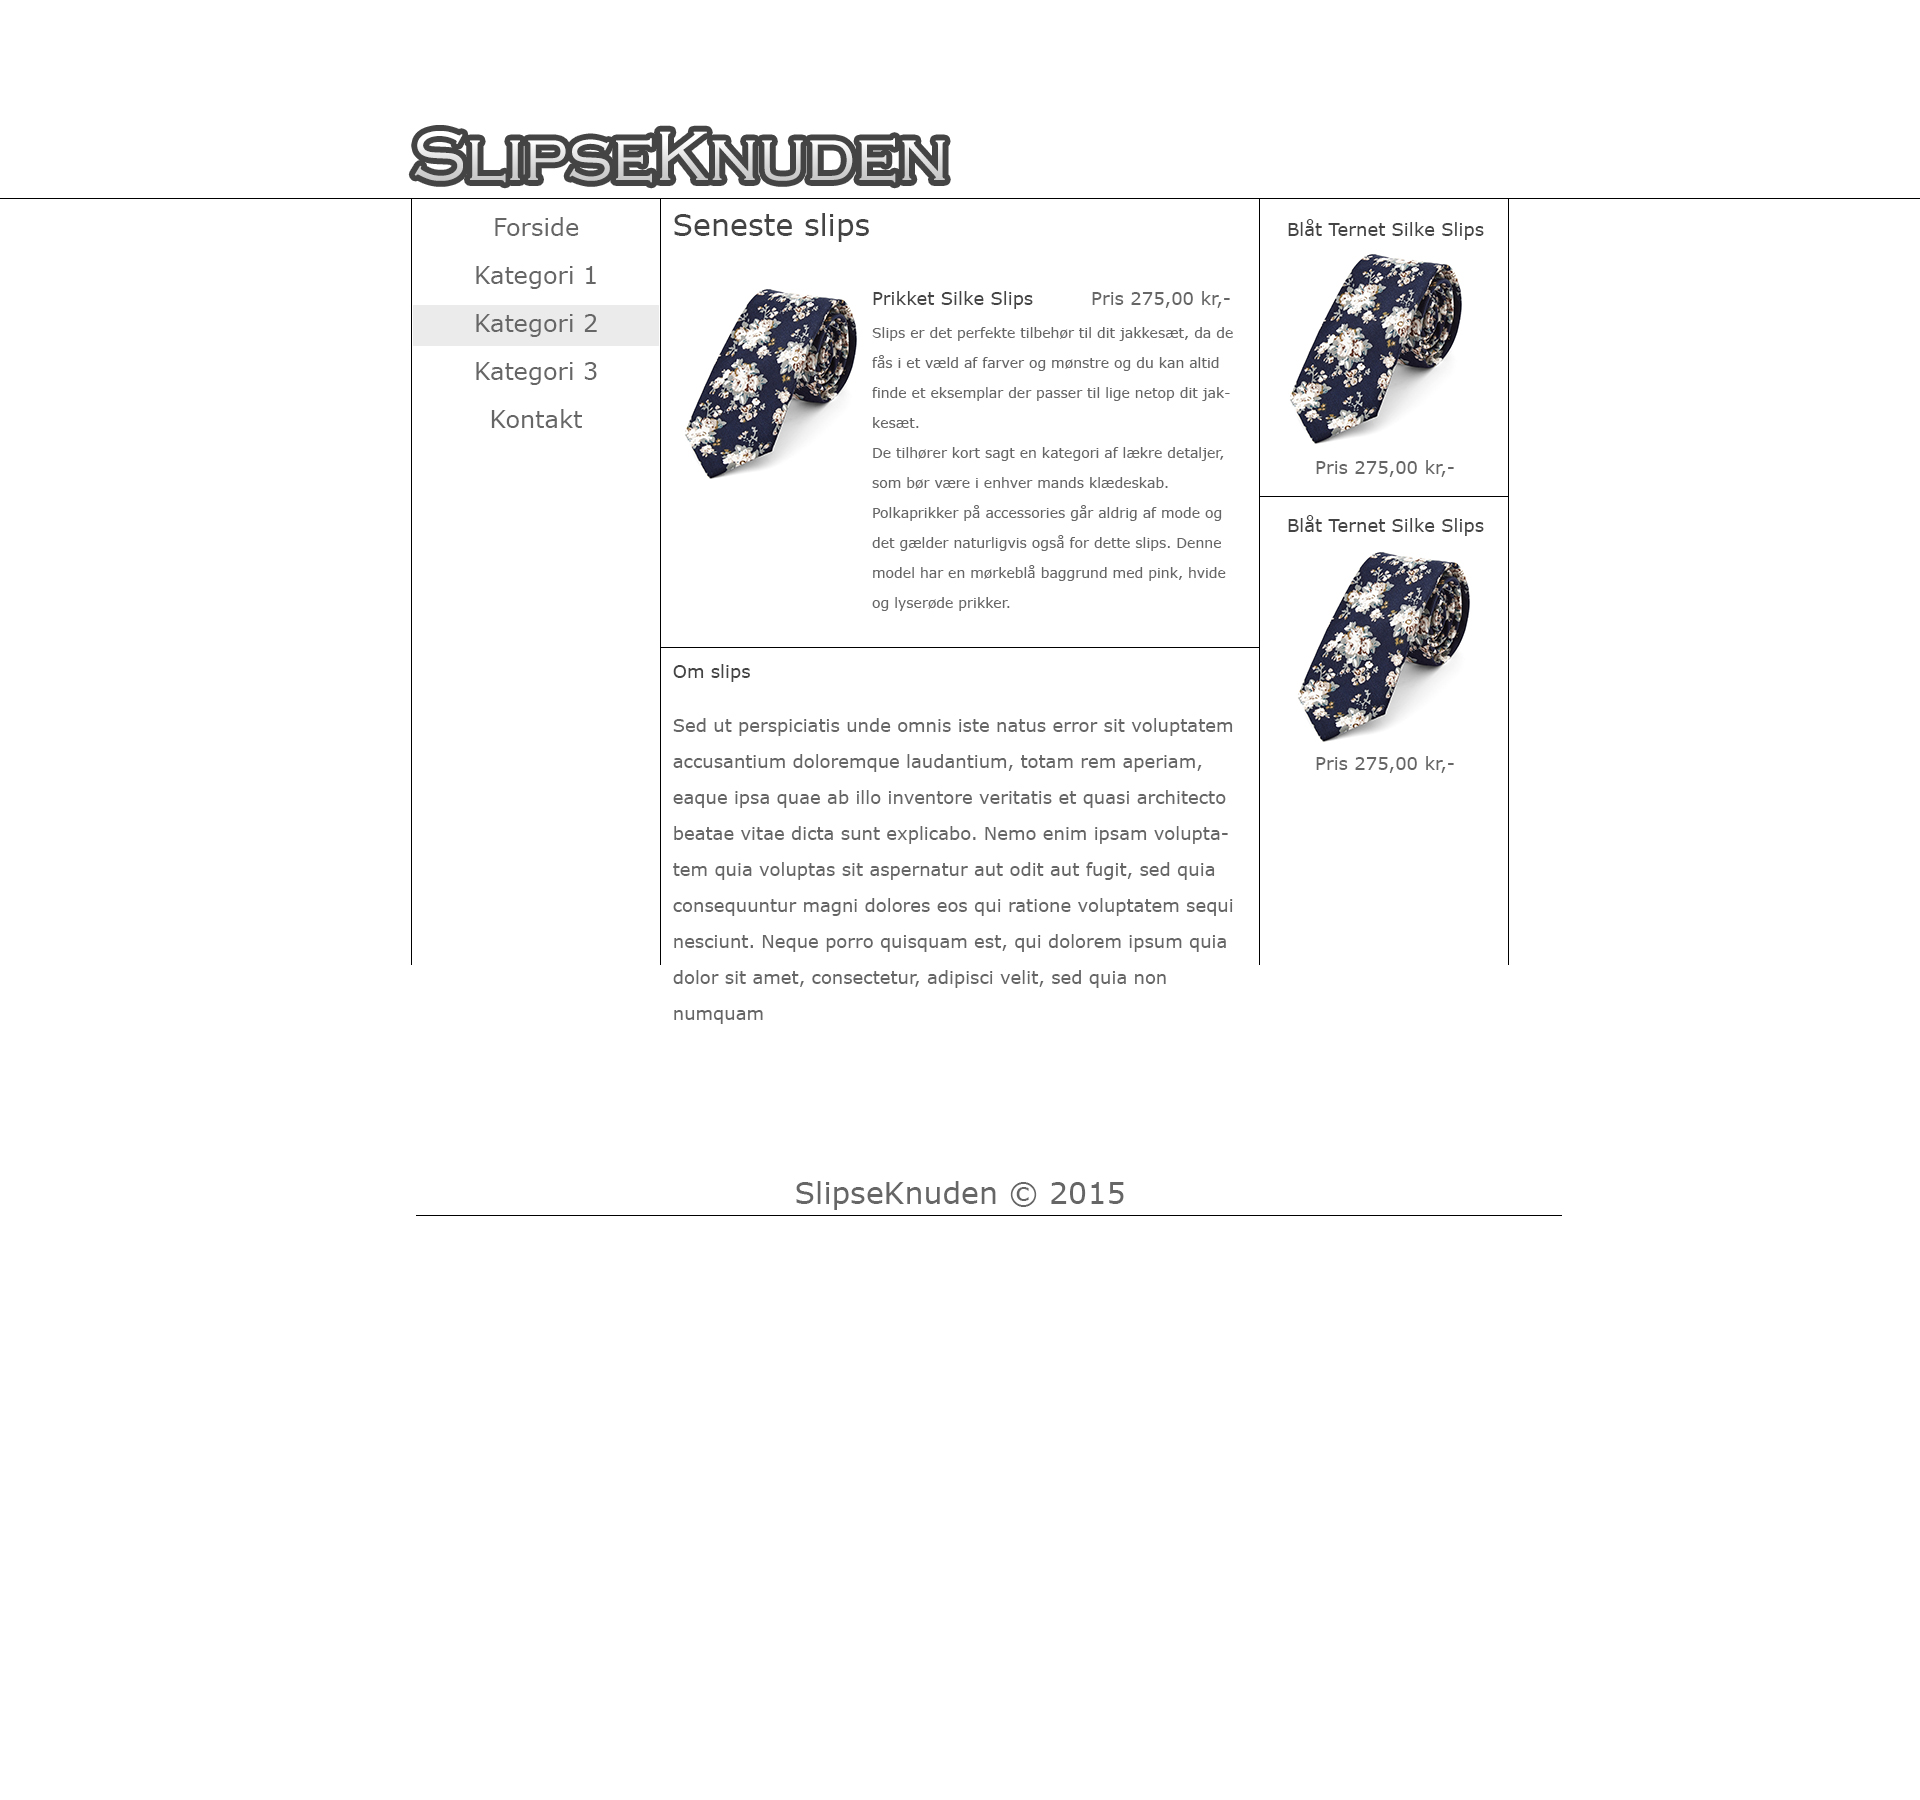 SlipseKnuden
Forside
Kategori 1
Kategori 2
Kategori 3
Kontakt
Seneste slips
Prikket Silke Slips
Pris 275,00 kr,-
Slips er det perfekte tilbehør til dit jakkesæt, da de
fås i et væld af farver og mønstre og du kan altid
finde et eksemplar der passer til lige netop dit jak-
kesæt.
De tilhører kort sagt en kategori af lækre detaljer,
som bør være i enhver mands klædeskab.
Polkaprikker på accessories går aldrig af mode og
det gælder naturligvis også for dette slips. Denne
model har en mørkeblå baggrund med pink, hvide
og lyserøde prikker.
Om slips
Sed ut perspiciatis unde omnis iste natus error sit voluptatem
accusantium doloremque laudantium, totam rem aperiam,
eaque ipsa quae ab illo inventore veritatis et quasi architecto
beatae vitae dicta sunt explicabo. Nemo enim ipsam volupta-
tem quia voluptas sit aspernatur aut odit aut fugit, sed quia
consequuntur magni dolores eos qui ratione voluptatem sequi
nesciunt. Neque porro quisquam est, qui dolorem ipsum quia
dolor sit amet, consectetur, adipisci velit, sed quia non
numquam
Blåt Ternet Silke Slips
Pris 275,00 kr,-
Blåt Ternet Silke Slips
Pris 275,00 kr,-
SlipseKnuden © 2015